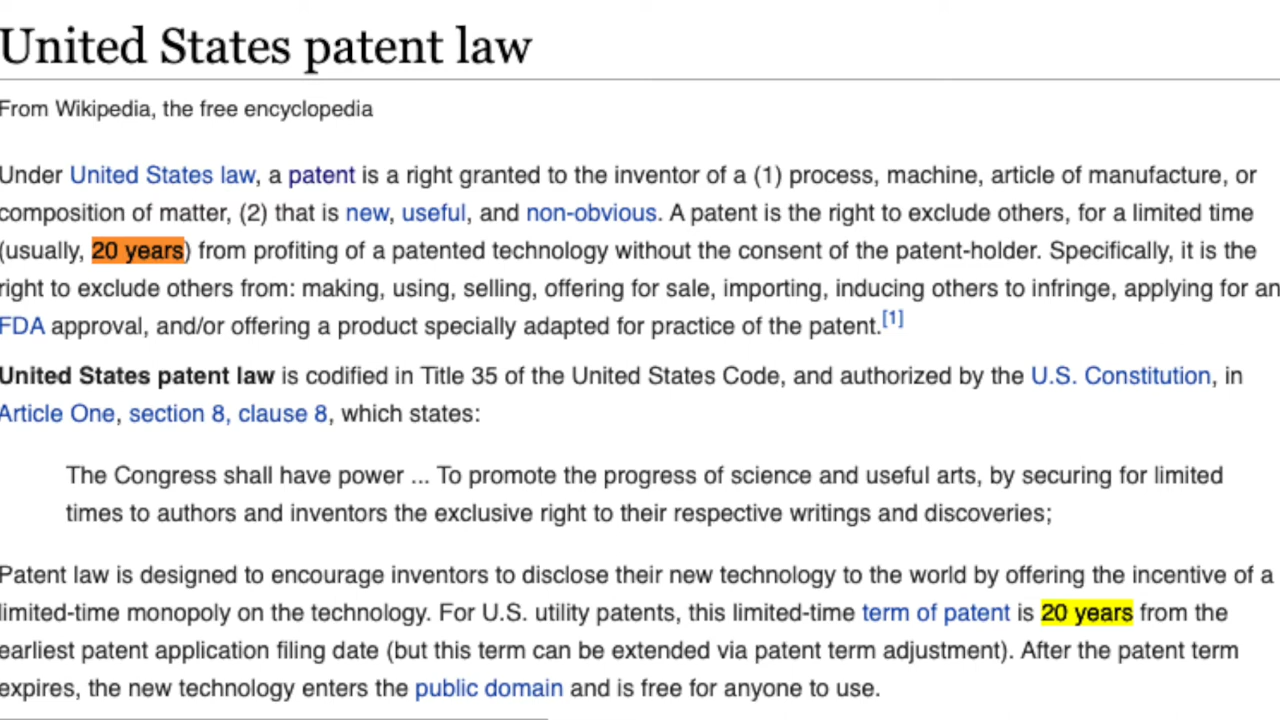 United States patent law
From Wikipedia, the free encyclopedia
Under United States law, a patent is a right granted to the inventor of a (1) process, machine, article of manufacture, or
composition of matter, (2) that is new, useful, and non-obvious. A patent is the right to exclude others, for a limited time
(usually, 20 years) from profiting of a patented technology without the consent of the patent-holder. Specifically, it is the
right to exclude others from: making, using, selling, offering for sale, importing, inducing others to infringe, applying for an
FDA approval, and/or offering a product specially adapted for practice of the patent.[1]
United States patent law is codified in Title 35 of the United States Code, and authorized by the U.S. Constitution, in
Article One, section 8, clause 8, which states:
The Congress shall have power ... To promote the progress of science and useful arts, by securing for limited
times to authors and inventors the exclusive right to their respective writings and discoveries;
Patent law is designed to encourage inventors to disclose their new technology to the world by offering the incentive of a
limited-time monopoly on the technology. For U.S. utility patents, this limited-time term of patent is 20 years from the
earliest patent application filing date (but this term can be extended via patent term adjustment). After the patent term
expires, the new technology enters the public domain and is free for anyone to use.